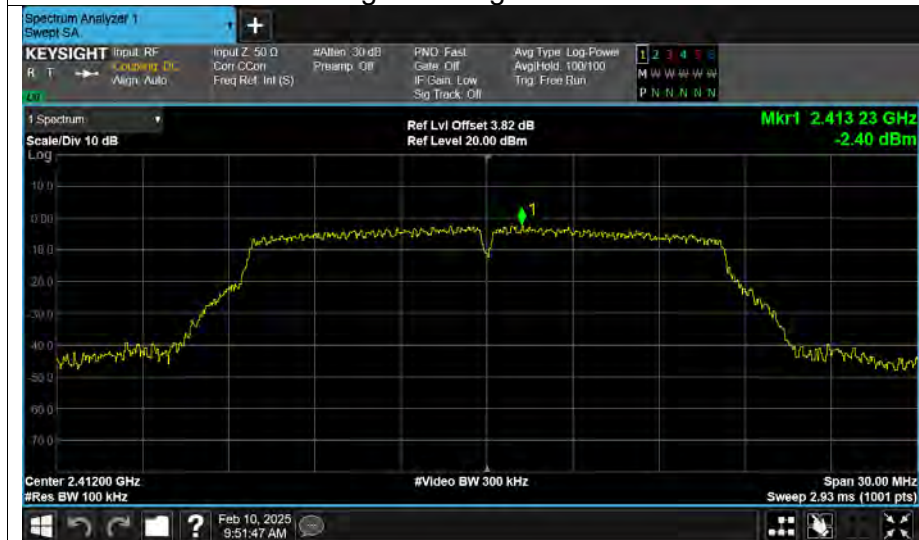 Spectrum Analyzer 1
Swept SA
+
KEYSIGHT Input: RF Input Z: 50 Ω #Atten: 30 dB PNO: Fast Avg Type: Log-Power 1 2 3 4 5 6
R T Coupling: DC Corr CCorr Preamp: Off Gate: Off Avg|Hold: 100/100 M W W W W W
Align: Auto Freq Ref: Int (S) IF Gain: Low Trig: Free Run
Sig Track: Off P N N N N N
1 Spectrum
Scale/Div 10 dB
Ref Lvl Offset 3.82 dB
Ref Level 20.00 dBm
Mkr1 2.413 23 GHz
-2.40 dBm
Log
10.0
0.00
1
-10.0
-20.0
-30.0
-40.0
-50.0
-60.0
-70.0
Center 2.41200 GHz #Video BW 300 kHz Span 30.00 MHz
#Res BW 100 kHz Sweep 2.93 ms (1001 pts)
? Feb 10, 2025
9:51:47 AM